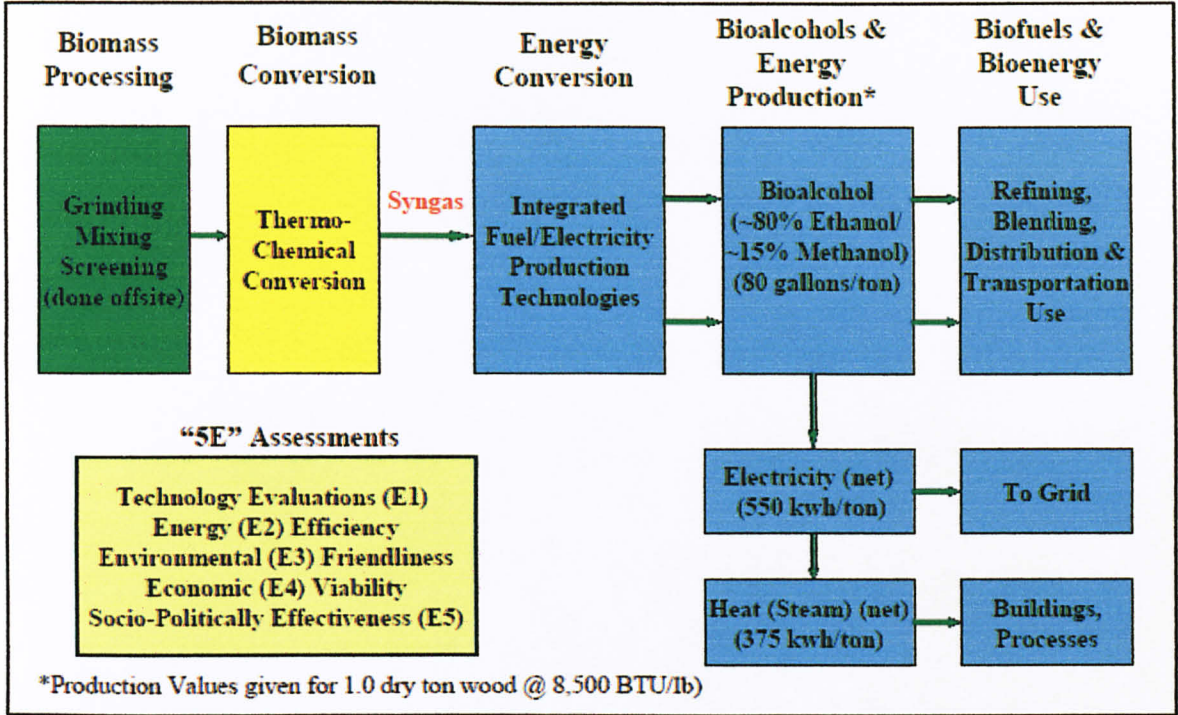 Biomass
Processing
Biomass
Conversion
Energy
Conversion
Bioalcohols &
Energy
Production*
Biofuels &
Bioenergy
Use
Grinding
Mixing
Screening
(done offsite)
Thermo-
Chemical
Conversion
Syngas
Integrated
Fuel/Electricity
Production
Technologies
Bioalcohol
(~80% Ethanol/
~15% Methanol)
(80 gallons/ton)
Refining,
Blending,
Distribution &
Transportation
Use
"5E" Assessments
Technology Evaluations (E1)
Energy (E2) Efficiency
Environmental (E3) Friendliness
Economic (E4) Viability
Socio-Politically Effectiveness (E5)
Electricity (net)
(550 kwh/ton)
To Grid
Heat (Steam) (net)
(375 kwh/ton)
Buildings,
Processes
*Production Values given for 1.0 dry ton wood @ 8,500 BTU/lb)